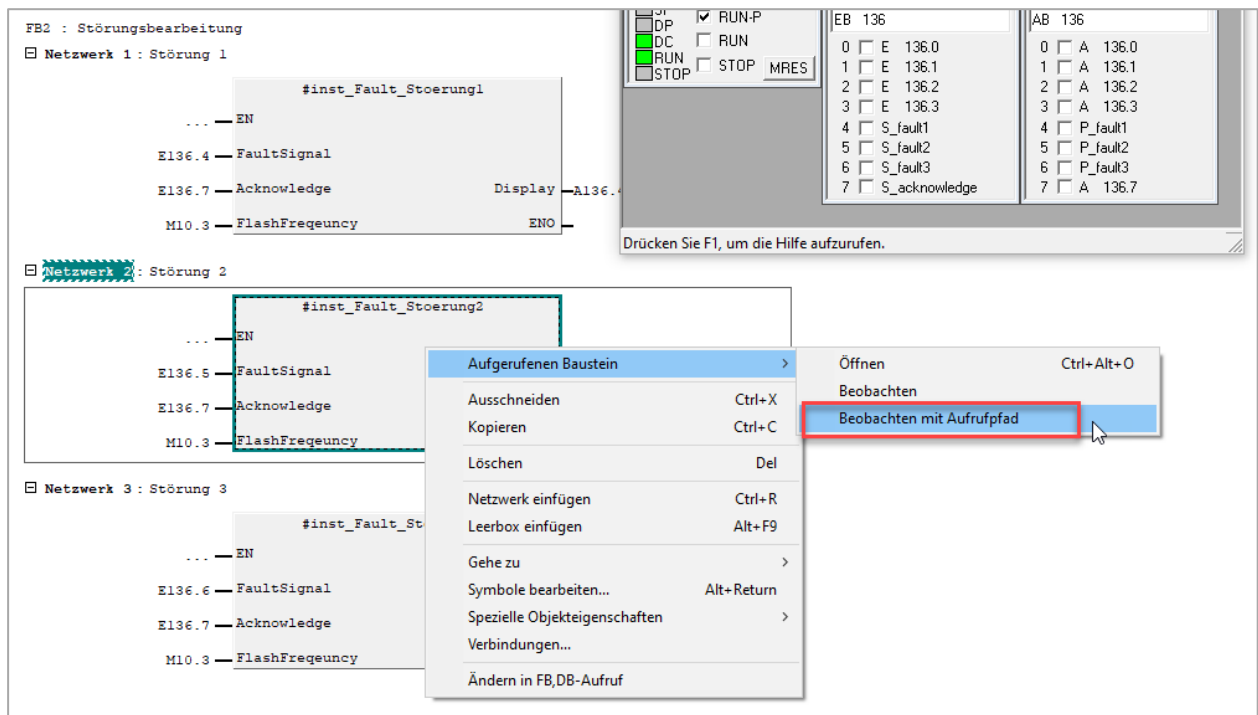 FB2 : Störungsbearbeitung
Netzwerk 1 : Störung 1
#inst_Fault_Stoerung1
... EN
E136.4 FaultSignal
E136.7 Acknowledge Display A136.4
M10.3 FlashFreqeuncy ENO
SF
DP
DC
RUN
STOP
RUN-P
RUN
STOP MRES
EB 136
0 E 136.0
1 E 136.1
2 E 136.2
3 E 136.3
4 S_fault1
5 S_fault2
6 S_fault3
7 S_acknowledge
AB 136
0 A 136.0
1 A 136.1
2 A 136.2
3 A 136.3
4 P_fault1
5 P_fault2
6 P_fault3
7 A 136.7
Drücken Sie F1, um die Hilfe aufzurufen.
Netzwerk 2 : Störung 2
#inst_Fault_Stoerung2
... EN
E136.5 FaultSignal
E136.7 Acknowledge
M10.3 FlashFreqeuncy
Aufgerufenen Baustein >
Ausschneiden Ctrl+X
Kopieren Ctrl+C
Löschen Del
Netzwerk einfügen Ctrl+R
Leerbox einfügen Alt+F9
Gehe zu >
Symbole bearbeiten... Alt+Return
Spezielle Objekteigenschaften >
Verbindungen...
Ändern in FB,DB-Aufruf
Öffnen Ctrl+Alt+O
Beobachten
Beobachten mit Aufrufpfad
Netzwerk 3 : Störung 3
#inst_Fault_St
... EN
E136.6 FaultSignal
E136.7 Acknowledge
M10.3 FlashFreqeuncy